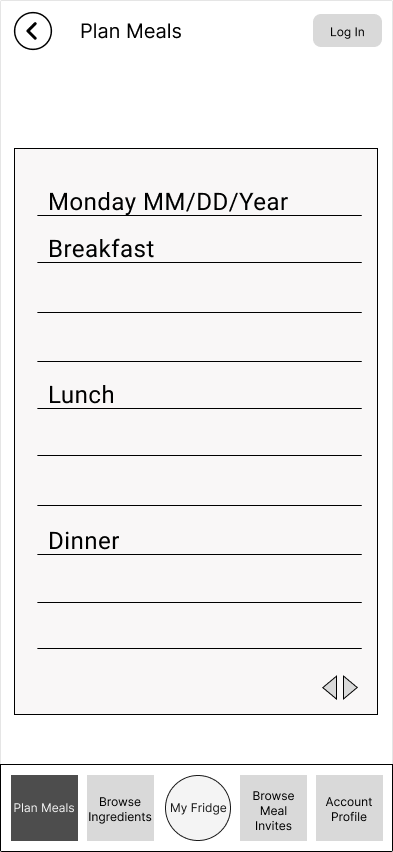 Plan Meals
Log In
Monday MM/DD/Year
Breakfast
Lunch
Dinner
Plan Meals
Browse
Ingredients
My Fridge
Browse
Meal
Invites
Account
Profile